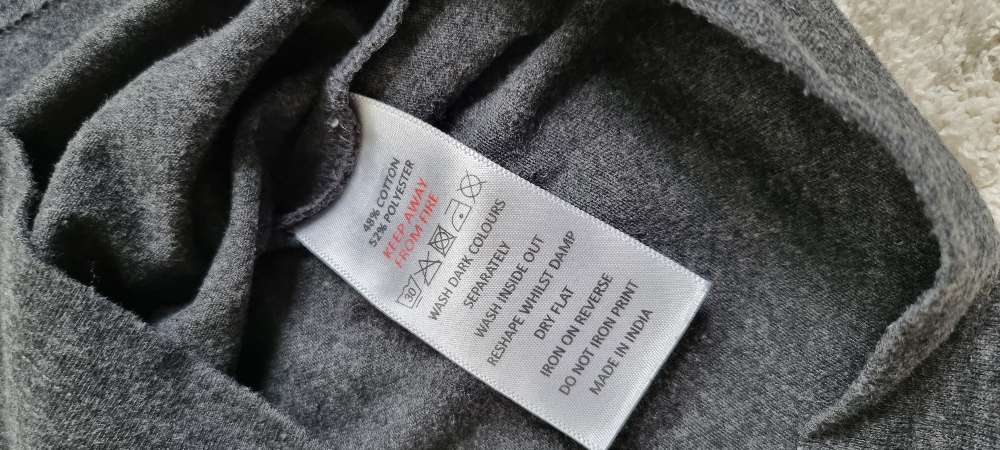 48% COTTON
52% POLYESTER
KEEP AWAY
FROM FIRE
30
WASH DARK COLOURS
SEPARATELY
WASH INSIDE OUT
RESHAPE WHILST DAMP
DRY FLAT
IRON ON REVERSE
DO NOT IRON PRINT
MADE IN INDIA